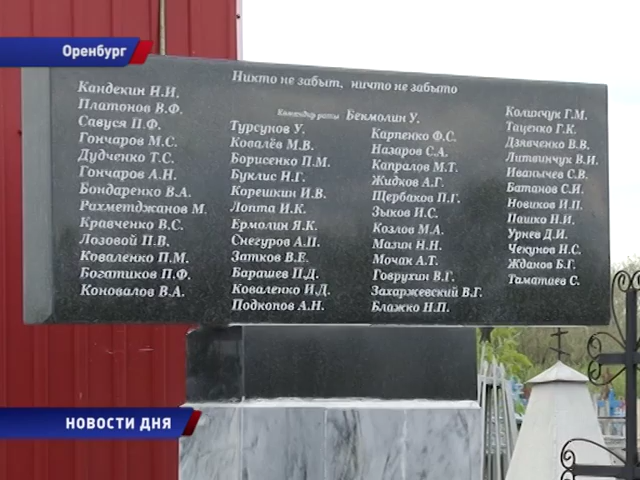 Оренбург
Никто не забыт, ничто не забыто
Командир роты Бекмолин У.
Кандекин Н.И.
Платонов В.Ф.
Савуся П.Ф.
Гончаров М.С.
Дудченко Т.С.
Гончаров А.Н.
Бондаренко В.А.
Рахметджанов М.
Кравченко В.С.
Лозовой П.В.
Коваленко П.М.
Богатиков П.Ф.
Коновалов В.А.
Турсунов У.
Ковалёв М.В.
Борисенко П.М.
Буклис Н.Г.
Корешкин И.В.
Лопта И.К.
Ермолин Я.К.
Снегуров А.П.
Затков В.Е.
Барашев П.Д.
Коваленко И.Д.
Подкопов А.Н.
Карпенко Ф.С.
Назаров С.А.
Капралов М.Т.
Жидков А.Г.
Щербаков П.Г.
Зыков И.С.
Козлов М.А.
Мазин Н.Н.
Мочак А.Т.
Говрухин В.Г.
Захаржевский В.Г.
Блажко Н.П.
Колинчук Г.М.
Таценко Г.К.
Дзявченко В.В.
Литвинчук В.И.
Иванычев С.В.
Батанов С.И.
Новиков И.П.
Пашко Н.И.
Урнев Д.И.
Чекунов Н.С.
Жданов Б.Г.
Таматаев С.
НОВОСТИ ДНЯ